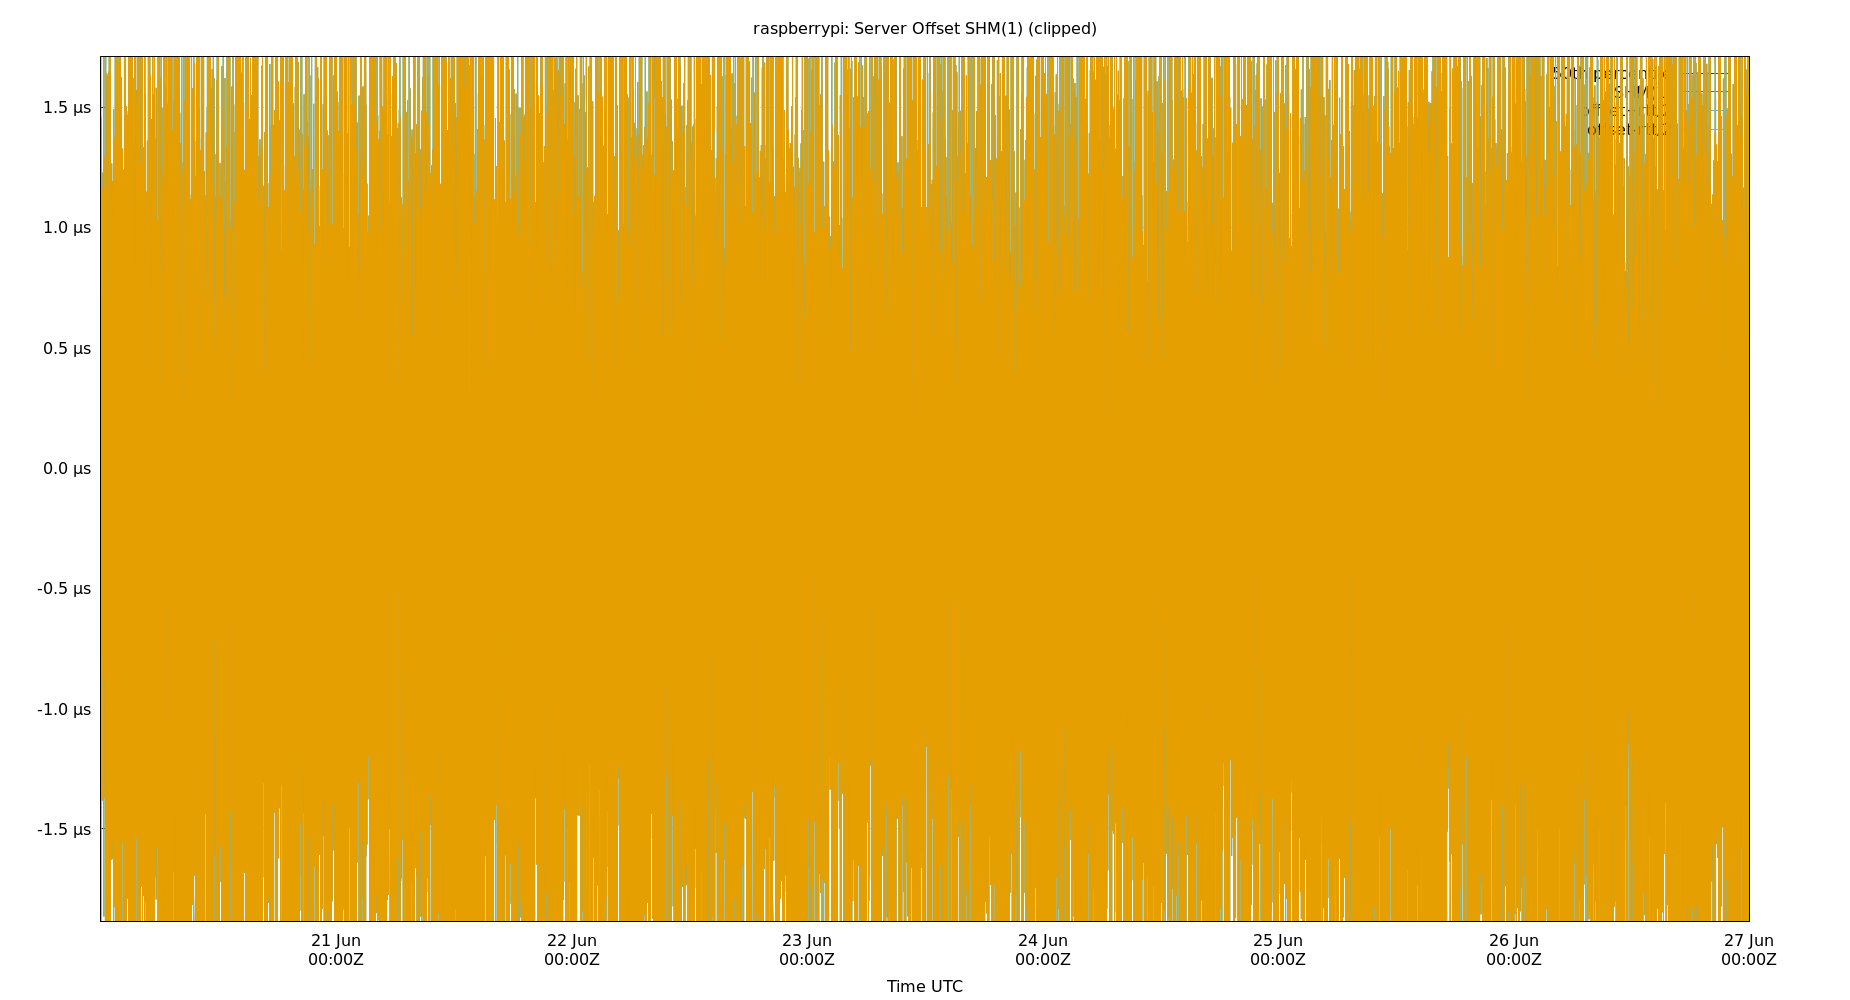 raspberrypi: Server Offset SHM(1) (clipped)
50th percentile
1.5 µs
1.0 µs
0.5 µs
0.0 µs
-0.5 µs
-1.0 µs
-1.5 µs
21 Jun
00:00Z
22 Jun
00:00Z
23 Jun
00:00Z
24 Jun
00:00Z
25 Jun
00:00Z
26 Jun
00:00Z
27 Jun
00:00Z
Time UTC